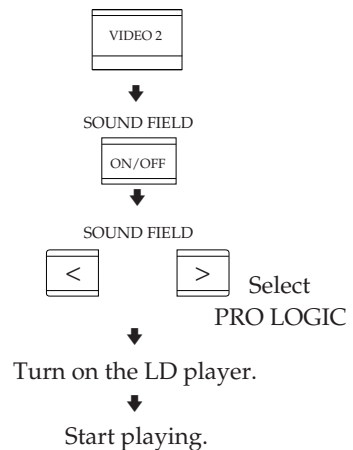 VIDEO 2
SOUND FIELD
ON/OFF
SOUND FIELD
< >
Select
PRO LOGIC
Turn on the LD player.
Start playing.